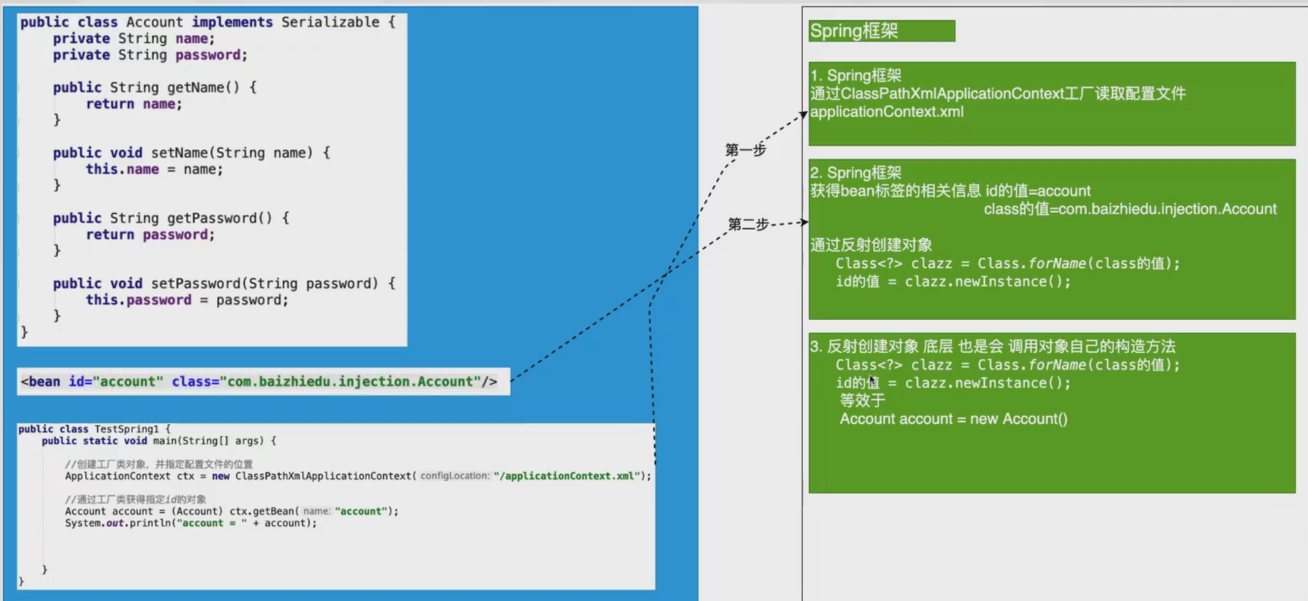 public class Account implements Serializable {
private String name;
private String password;
public String getName() {
return name;
}
public void setName(String name) {
this.name = name;
}
public String getPassword() {
return password;
}
public void setPassword(String password) {
this.password = password;
}
}
<bean id="account" class="com.baizhiedu.injection.Account"/>
public class TestSpring1 {
public static void main(String[] args) {
//创建工厂类对象，并指定配置文件的位置
ApplicationContext ctx = new ClassPathXmlApplicationContext( configLocation: "/applicationContext.xml");
//通过工厂类获得指定id的对象
Account account = (Account) ctx.getBean( name: "account");
System.out.println("account = " + account);
}
}
第一步
第二步
Spring框架
1. Spring框架
通过ClassPathXmlApplicationContext工厂读取配置文件
applicationContext.xml
2. Spring框架
获得bean标签的相关信息 id的值=account
class的值=com.baizhiedu.injection.Account
通过反射创建对象
Class<?> clazz = Class.forName(class的值);
id的值 = clazz.newInstance();
3. 反射创建对象 底层 也是会 调用对象自己的构造方法
Class<?> clazz = Class.forName(class的值);
id的值 = clazz.newInstance();
等效于
Account account = new Account()